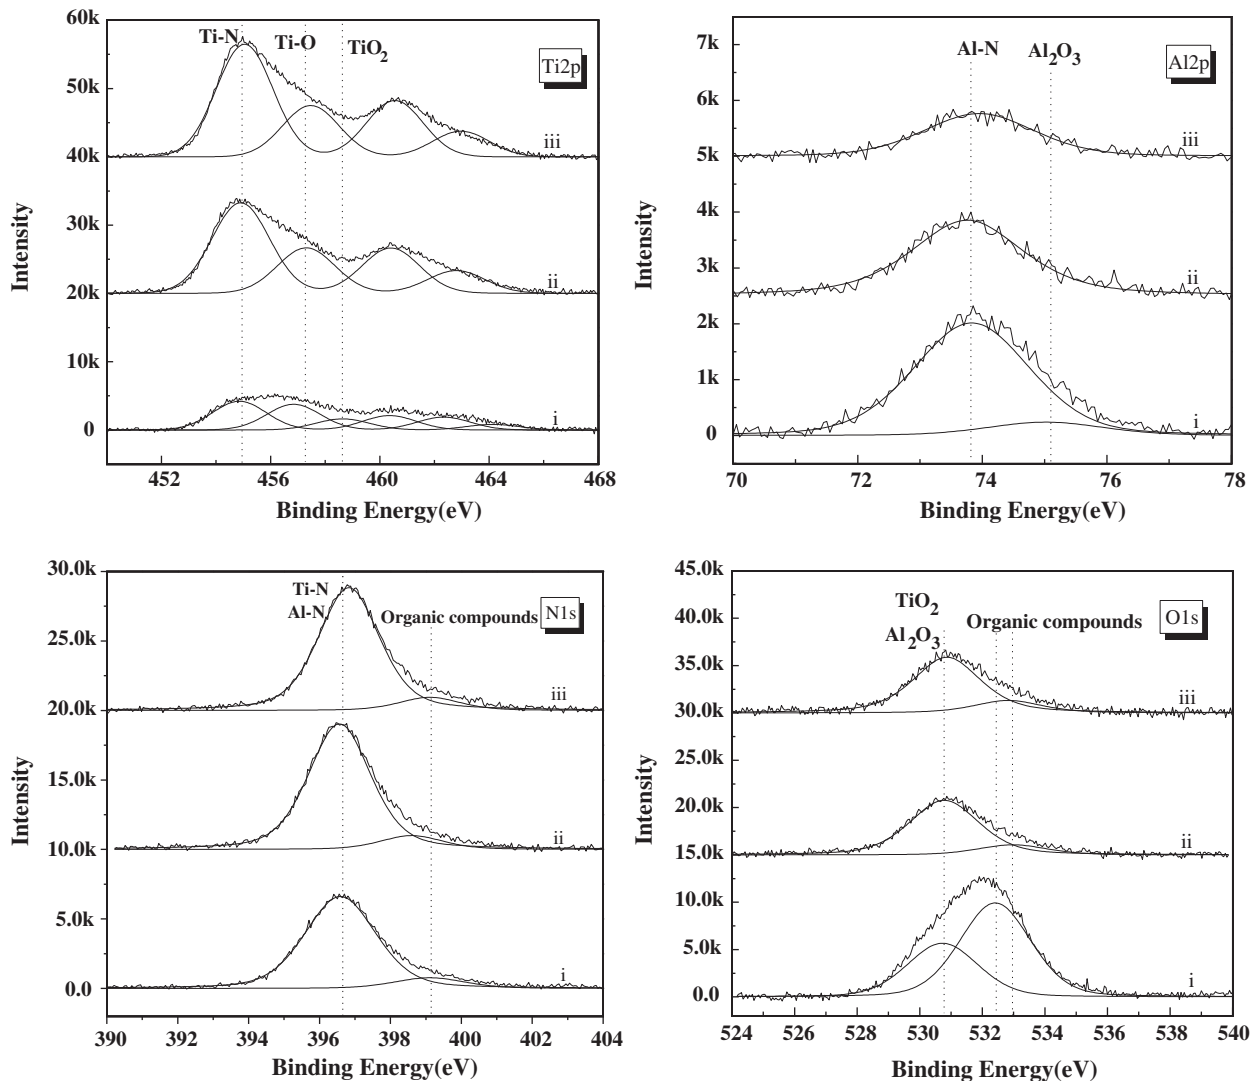 60k
50k
40k
30k
20k
10k
0
Intensity
Ti-N
Ti-O
TiO2
Ti2p
iii
ii
i
452
456
460
464
468
Binding Energy(eV)
7k
6k
5k
4k
3k
2k
1k
0
Intensity
Al-N
Al2O3
Al2p
iii
ii
i
70
72
74
76
78
Binding Energy(eV)
30.0k
25.0k
20.0k
15.0k
10.0k
5.0k
0.0
Intensity
Ti-N
Al-N
Organic compounds
N1s
iii
ii
i
390
392
394
396
398
400
402
404
Binding Energy(eV)
45.0k
40.0k
35.0k
30.0k
25.0k
20.0k
15.0k
10.0k
5.0k
0.0
Intensity
TiO2
Al2O3
Organic compounds
O1s
iii
ii
i
524
526
528
530
532
534
536
538
540
Binding Energy(eV)